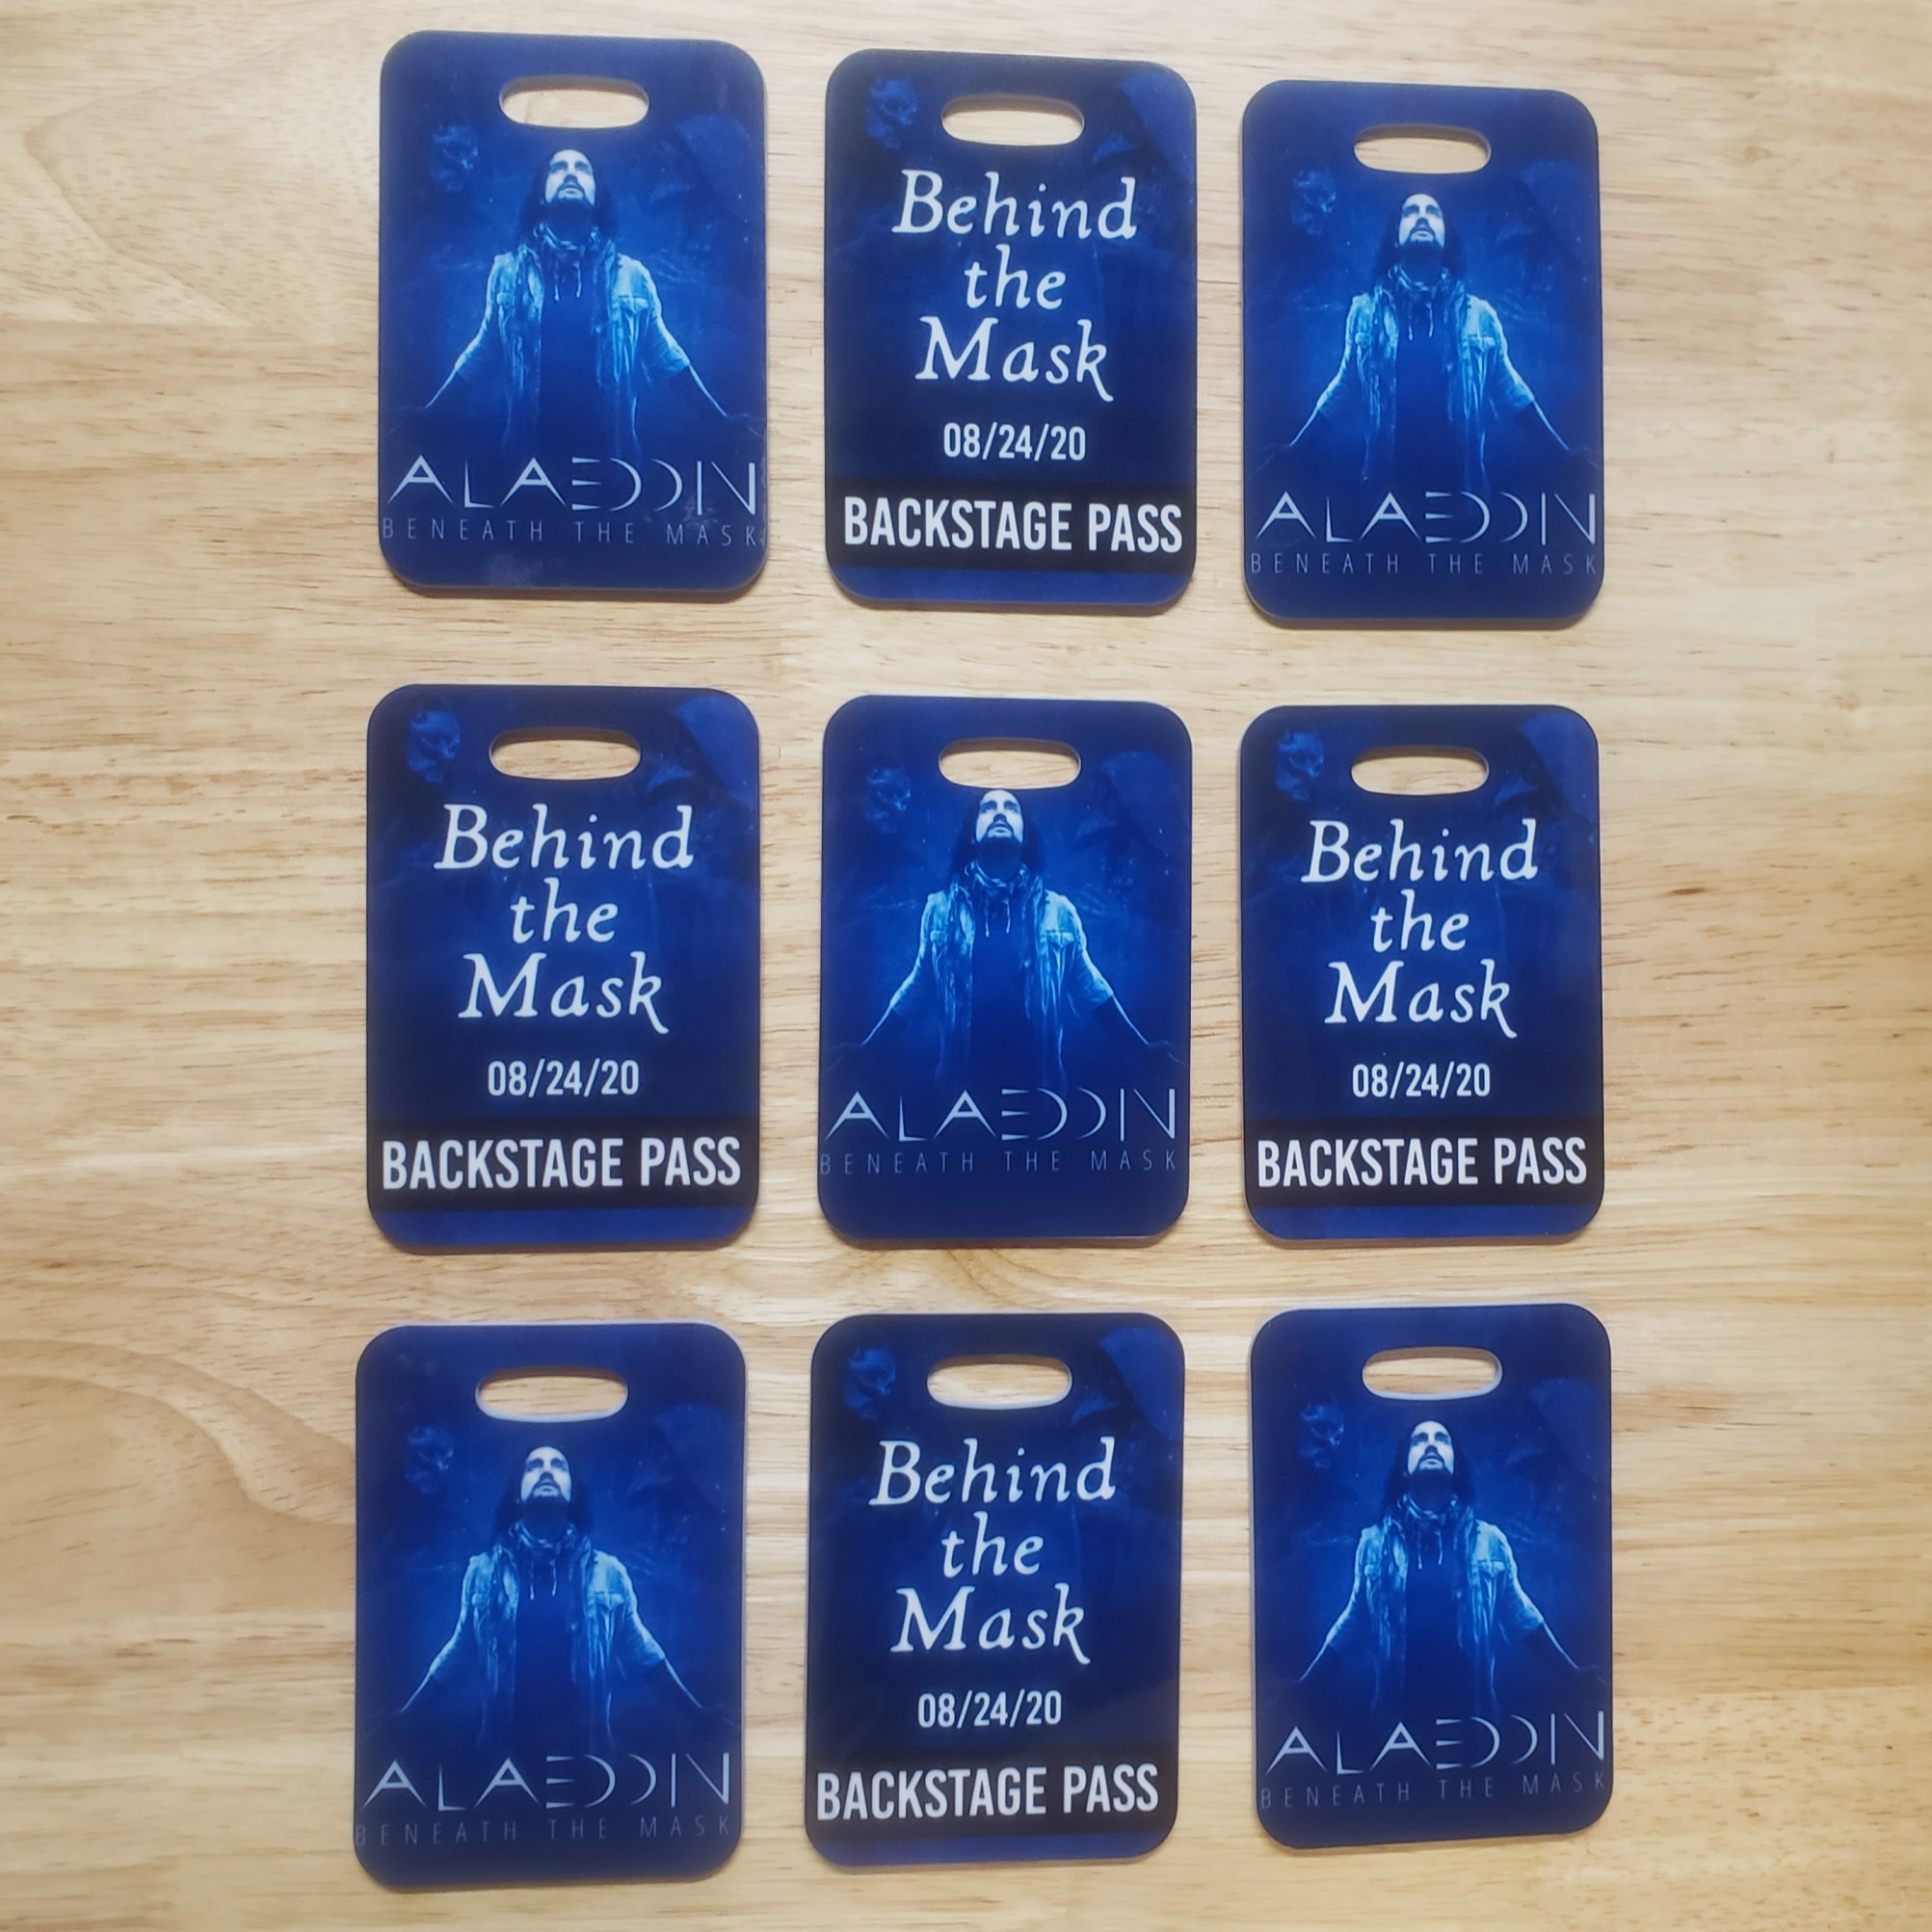 ALAEDDIN
BENEATH THE MASK
Behind
the
Mask
08/24/20
BACKSTAGE PASS
ALAEDDIN
BENEATH THE MASK
Behind
the
Mask
08/24/20
BACKSTAGE PASS
ALAEDDIN
BENEATH THE MASK
Behind
the
Mask
08/24/20
BACKSTAGE PASS
ALAEDDIN
BENEATH THE MASK
Behind
the
Mask
08/24/20
BACKSTAGE PASS
ALAEDDIN
BENEATH THE MASK